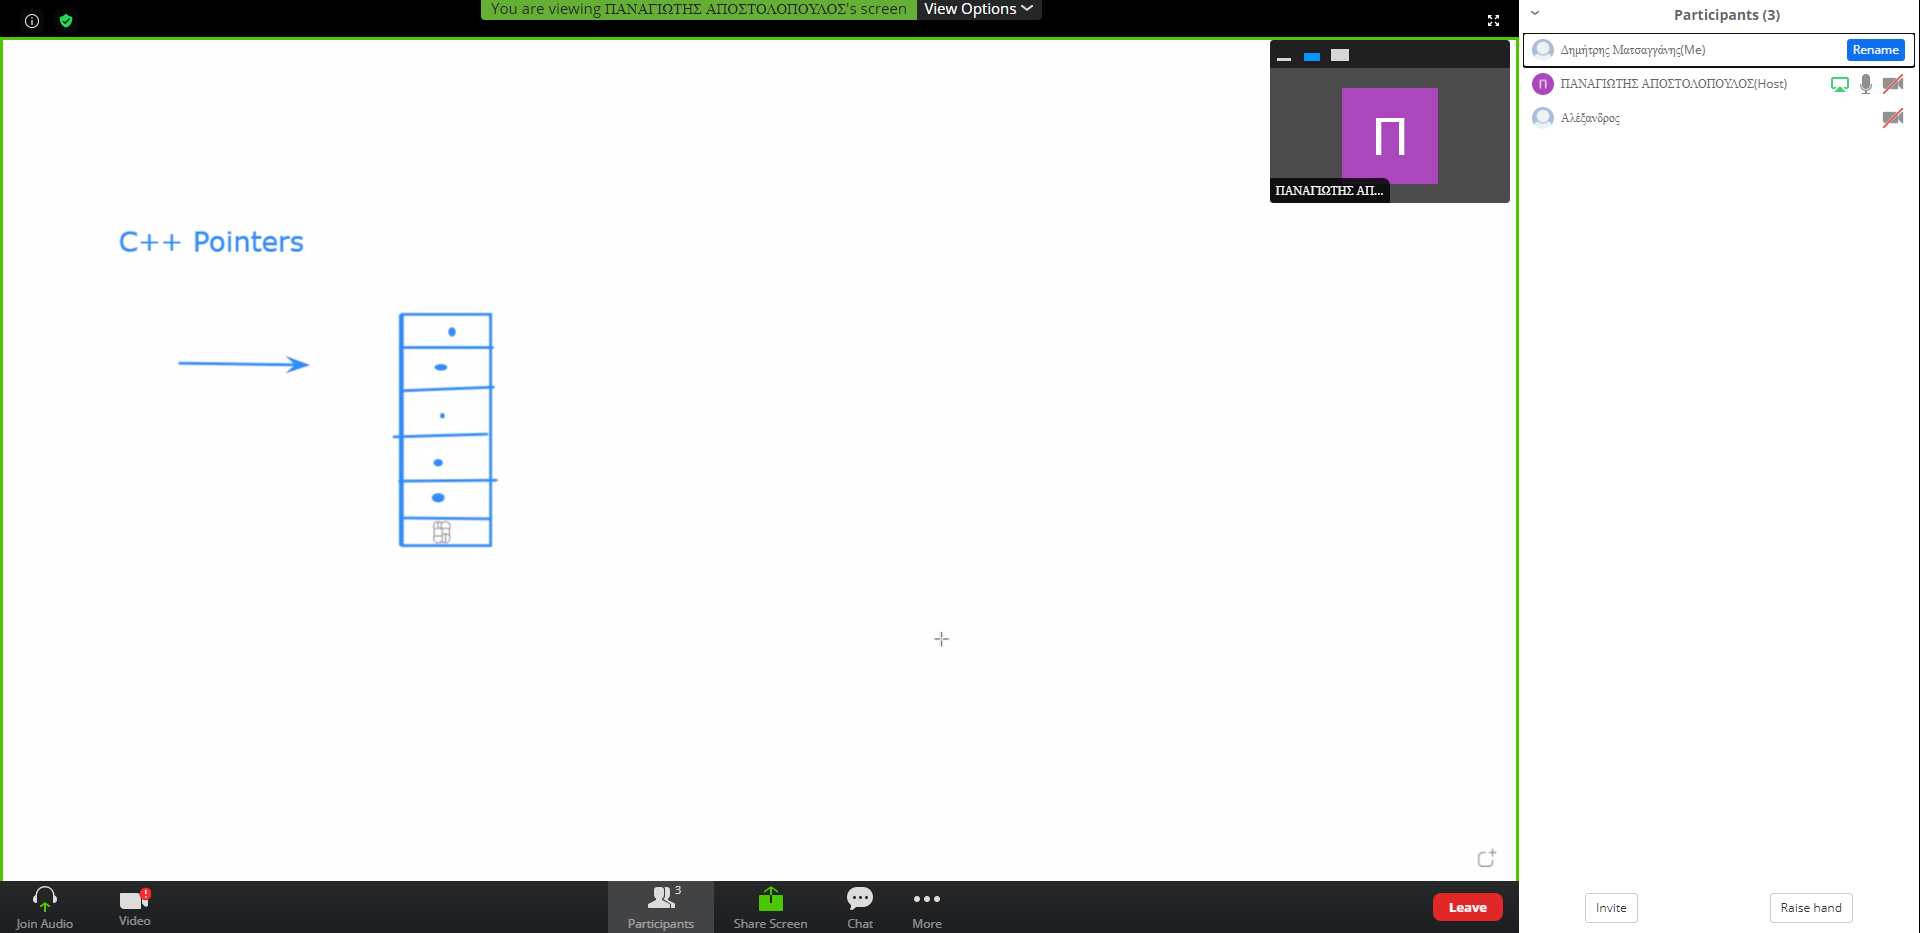 You are viewing ΠΑΝΑΓΙΩΤΗΣ ΑΠΟΣΤΟΛΟΠΟΥΛΟΣ's screen
View Options
C++ Pointers
Π
ΠΑΝΑΓΙΩΤΗΣ ΑΠ...
Participants (3)
Δημήτρης Ματσαγγάνης(Me)
Rename
Π
ΠΑΝΑΓΙΩΤΗΣ ΑΠΟΣΤΟΛΟΠΟΥΛΟΣ(Host)
Αλέξανδρος
Join Audio
Video
3
Participants
Share Screen
Chat
More
Leave
Invite
Raise hand